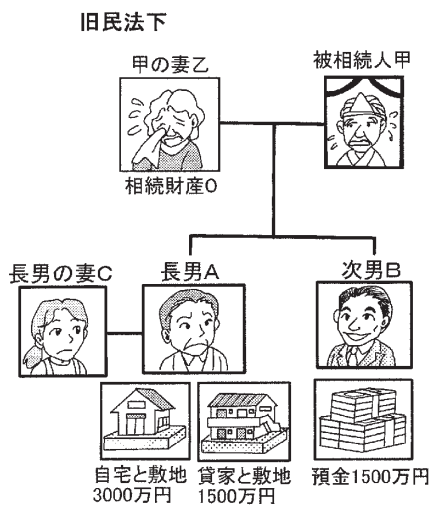 旧民法下
甲の妻乙
被相続人甲
相続財産0
長男の妻C
長男A
次男B
自宅と敷地
3000万円
貸家と敷地
1500万円
預金1500万円